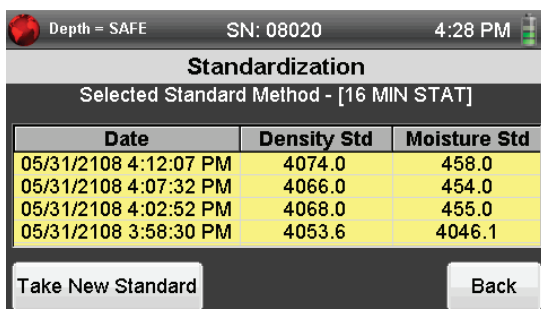 Depth = SAFE SN: 08020 4:28 PM
Standardization
Selected Standard Method - [16 MIN STAT]
Date Density Std Moisture Std
05/31/2108 4:12:07 PM 4074.0 458.0
05/31/2108 4:07:32 PM 4066.0 454.0
05/31/2108 4:02:52 PM 4068.0 455.0
05/31/2108 3:58:30 PM 4053.6 4046.1
Take New Standard Back